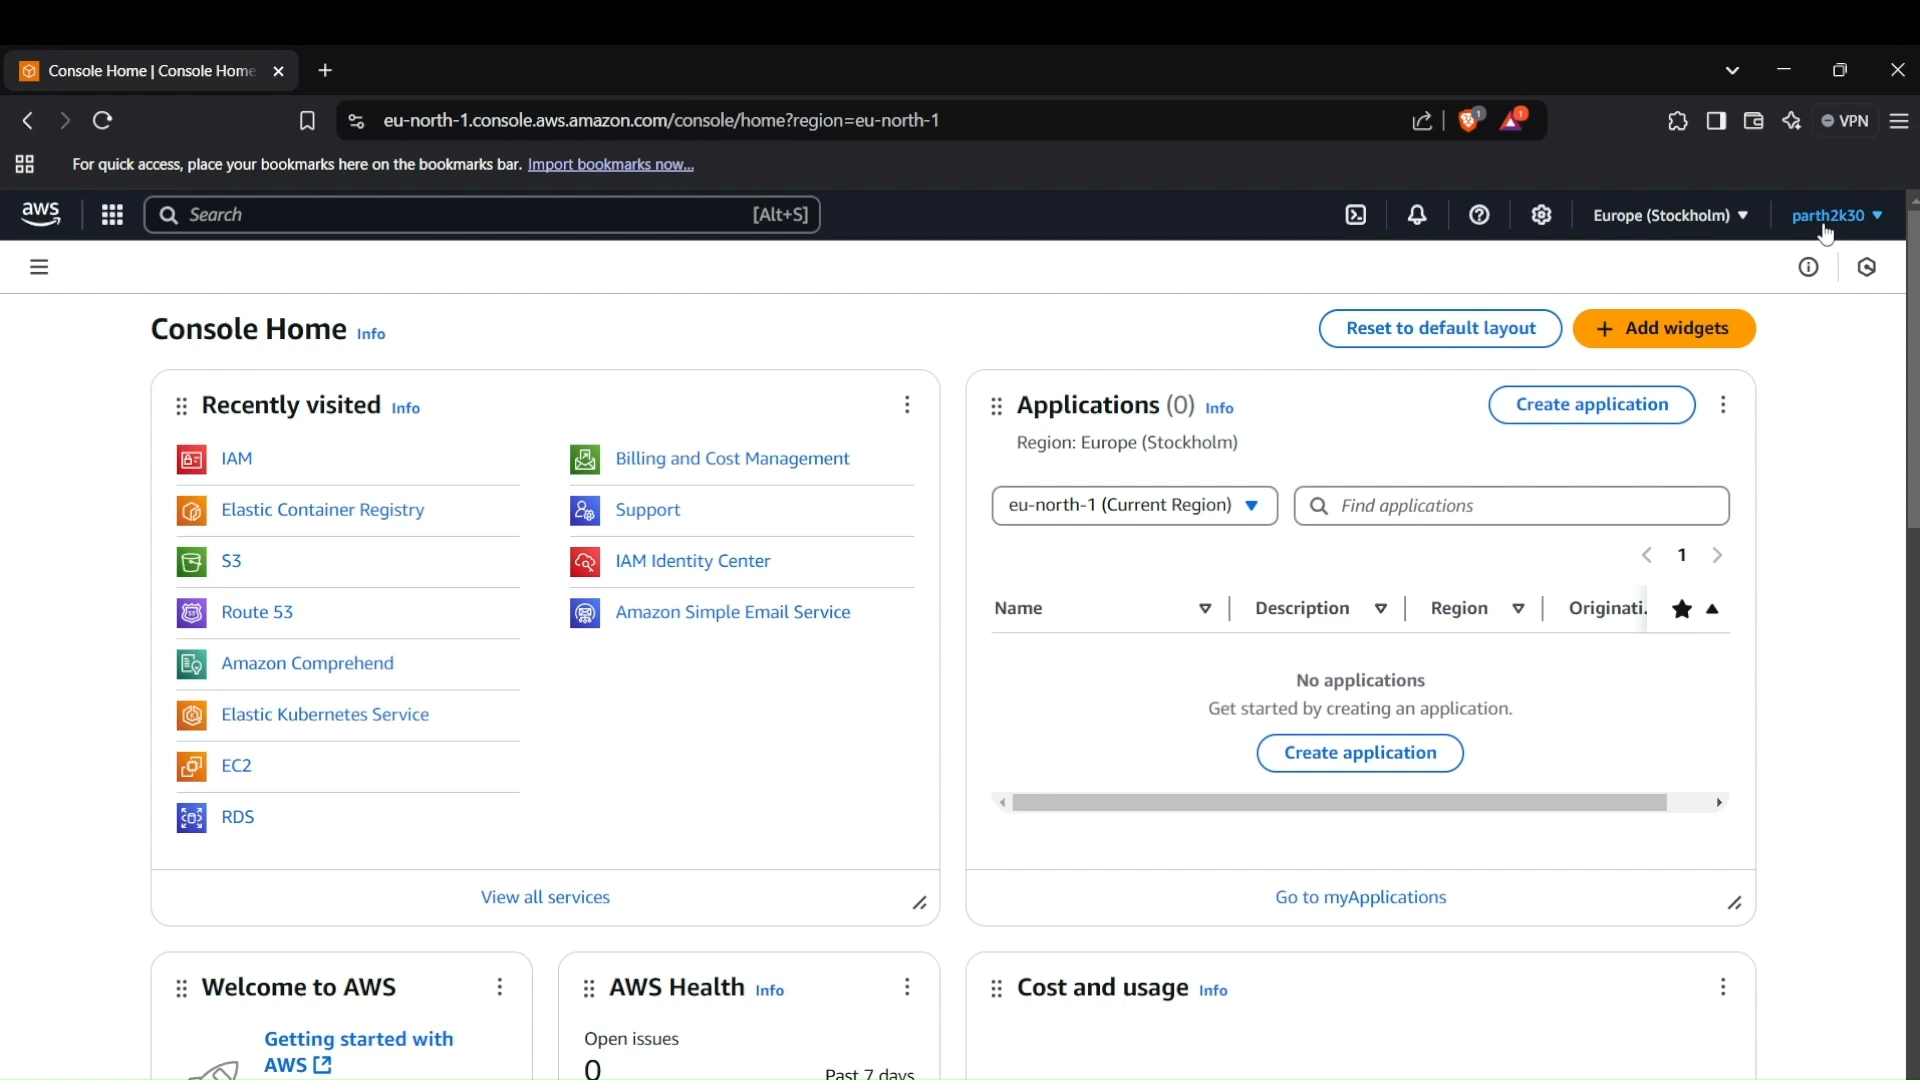 Console Home | Console Home
eu-north-1.console.aws.amazon.com/console/home?region=eu-north-1
1
1
VPN
For quick access, place your bookmarks here on the bookmarks bar. Import bookmarks now...
aws
Search
[Alt+S]
Europe (Stockholm)
parth2k30
Console Home Info
Reset to default layout
+ Add widgets
Recently visited Info
IAM
Elastic Container Registry
S3
Route 53
Amazon Comprehend
Elastic Kubernetes Service
EC2
RDS
Billing and Cost Management
Support
IAM Identity Center
Amazon Simple Email Service
View all services
Applications (0) Info
Create application
Region: Europe (Stockholm)
eu-north-1 (Current Region)
Find applications
1
Name
Description
Region
Originati.
No applications
Get started by creating an application.
Create application
Go to myApplications
Welcome to AWS
Getting started with
AWS
AWS Health Info
Open issues
0
Past 7 days
Cost and usage Info